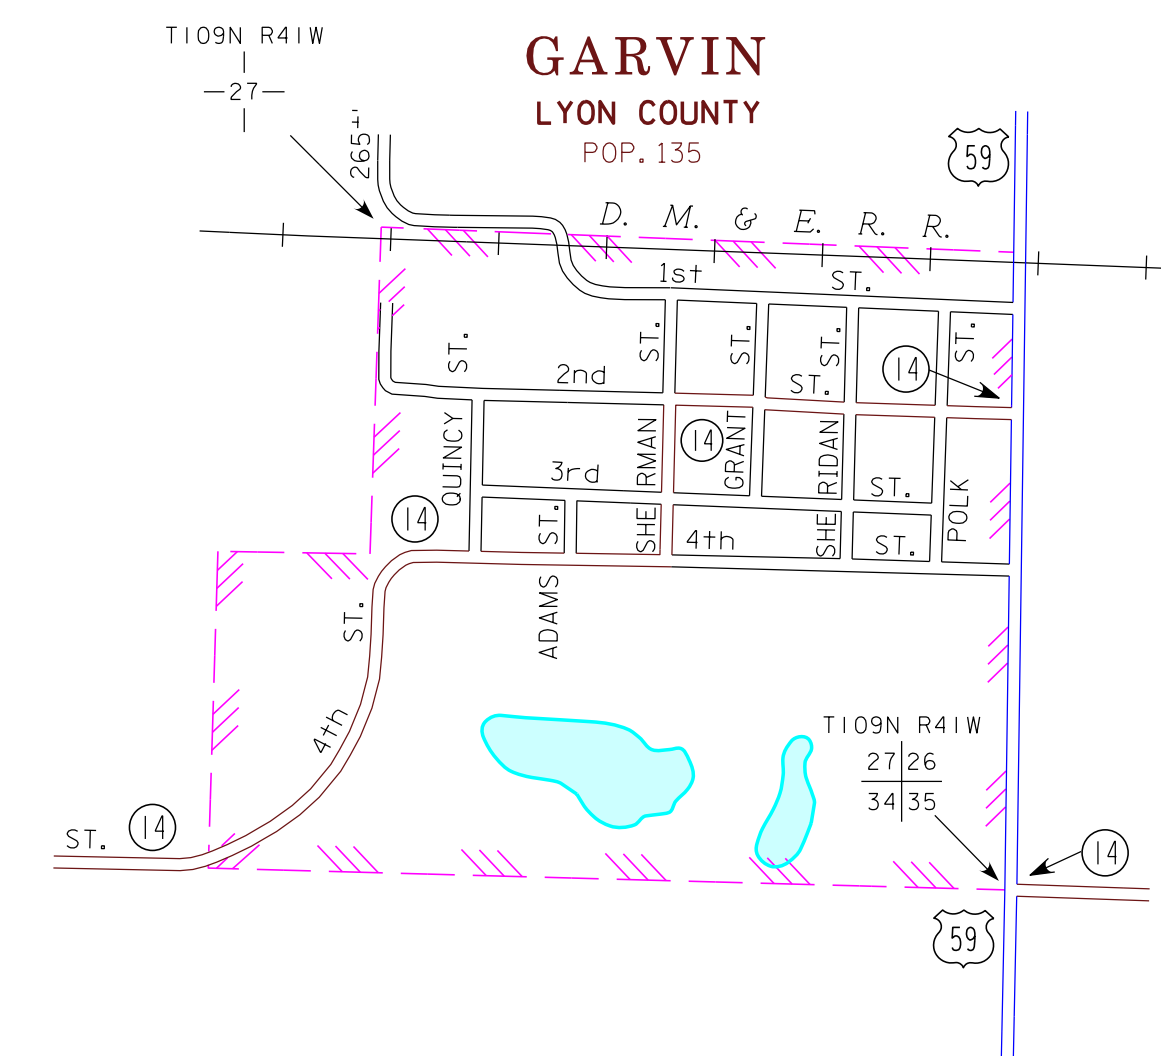 T109N R41W
27
GARVIN
LYON COUNTY
POP. 135
265
59
D. M. & E. R. R.
1st ST.
ST.
ST.
ST.
ST.
ST.
2nd ST.
14
QUINCY
RMAN
14
GRANT
RIDAN
POLK
3rd ST.
14
ST.
SHE
4th ST.
SHE
ST.
ADAMS
4th
T109N R41W
27 26
34 35
ST.
14
14
59